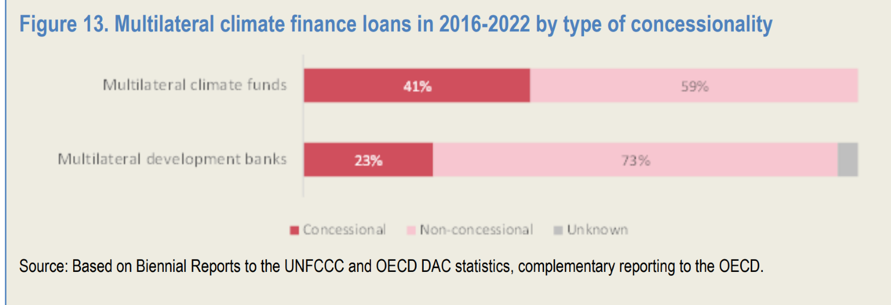 Figure 13. Multilateral climate finance loans in 2016-2022 by type of concessionality
Multilateral climate funds 41% 59%
Multilateral development banks 23% 73%
Concessional Non-concessional Unknown
Source: Based on Biennial Reports to the UNFCCC and OECD DAC statistics, complementary reporting to the OECD.